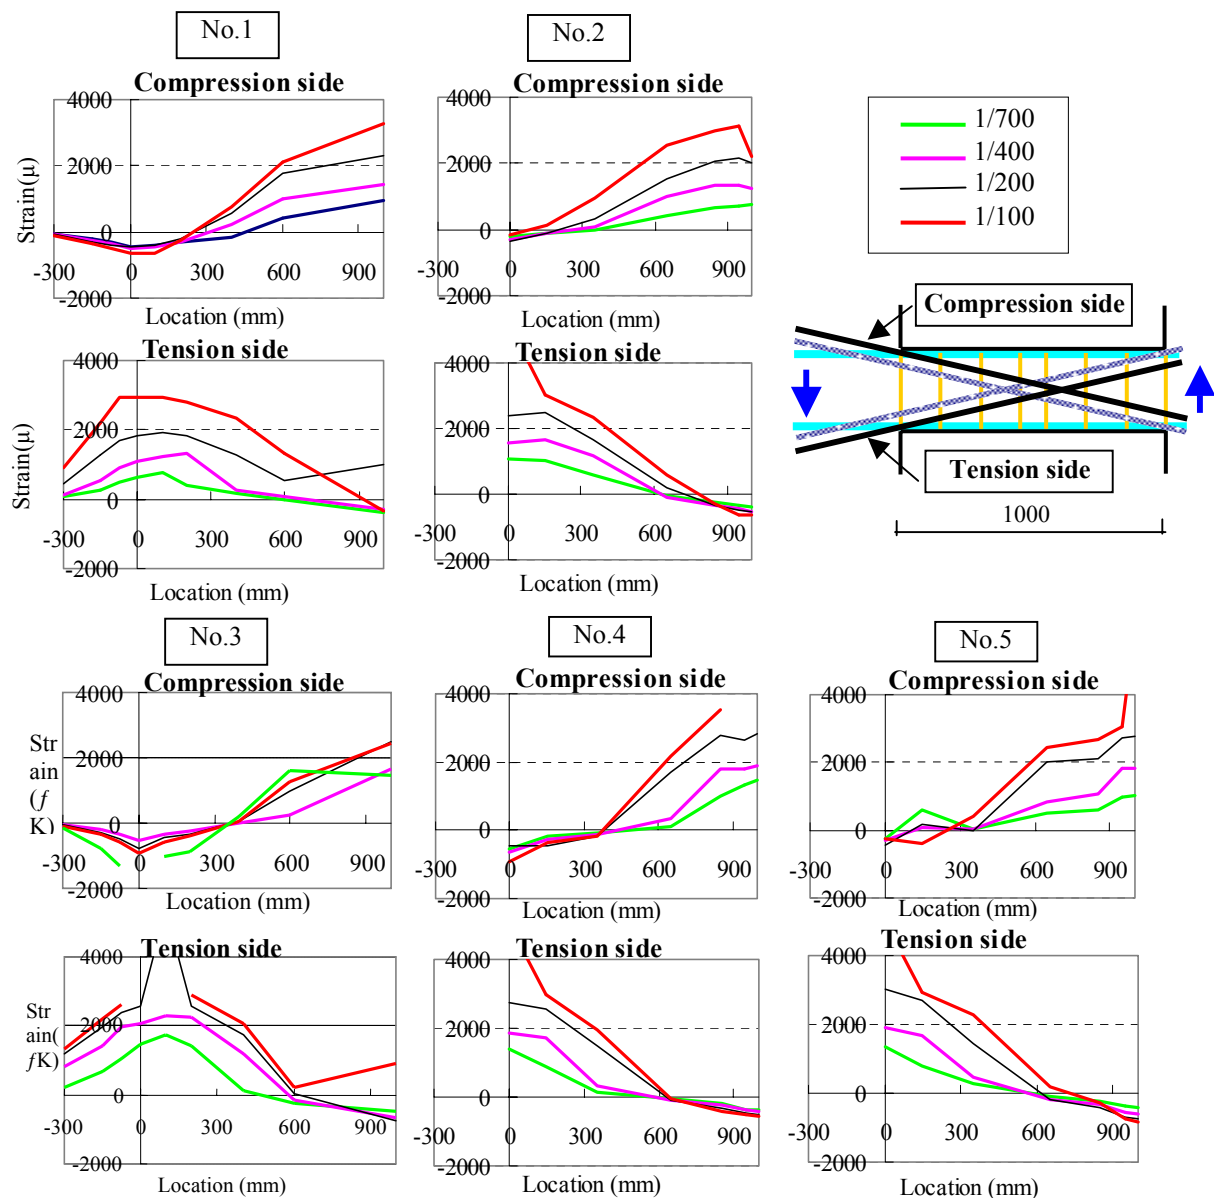 No.1
Compression side
4000
2000
0
-2000
-300 0 300 600 900
Strain(μ)
Location (mm)
Tension side
4000
2000
0
-2000
-300 0 300 600 900
Strain(μ)
Location (mm)
No.2
Compression side
4000
2000
0
-2000
-300 0 300 600 900
Location (mm)
Tension side
4000
2000
0
-2000
-300 0 300 600 900
Location (mm)
1/700
1/400
1/200
1/100
Compression side
Tension side
1000
No.3
Compression side
4000
2000
0
-2000
-300 0 300 600 900
Str
ain
(ƒ
K)
Location (mm)
Tension side
4000
2000
0
-2000
-300 0 300 600 900
Str
ain(
ƒK)
Location (mm)
No.4
Compression side
4000
2000
0
-2000
-300 0 300 600 900
Location (mm)
Tension side
4000
2000
0
-2000
-300 0 300 600 900
Location (mm)
No.5
Compression side
4000
2000
0
-2000
-300 0 300 600 900
Location (mm)
Tension side
4000
2000
0
-2000
-300 0 300 600 900
Location (mm)